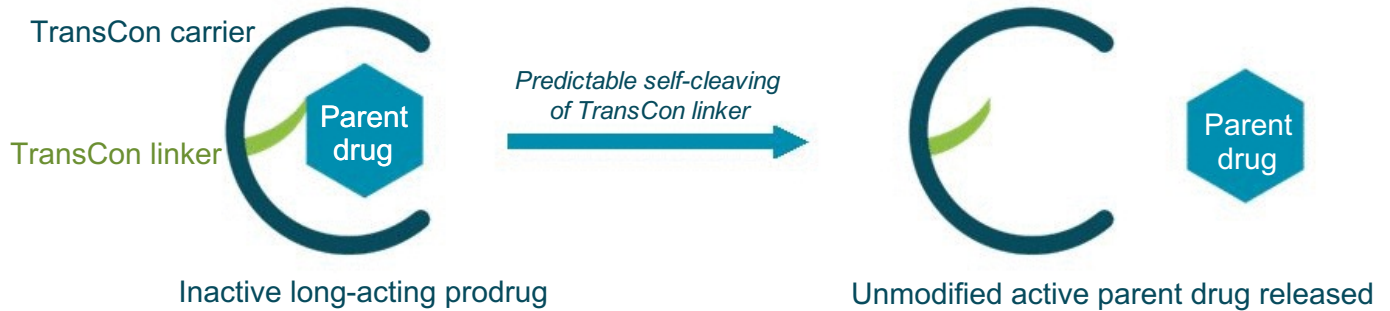 TransCon carrier
TransCon linker
Parent
drug
Inactive long-acting prodrug
Predictable self-cleaving
of TransCon linker
Parent
drug
Unmodified active parent drug released